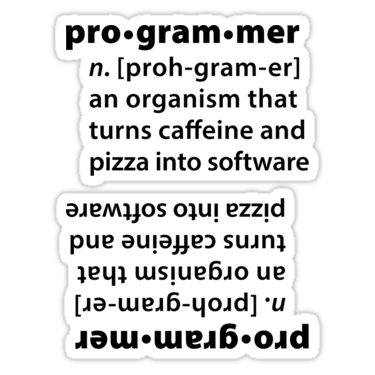 pro•gram•mer
n. [proh-gram-er]
an organism that
turns caffeine and
pizza into software
pro•gram•mer
n. [proh-gram-er]
an organism that
turns caffeine and
pizza into software